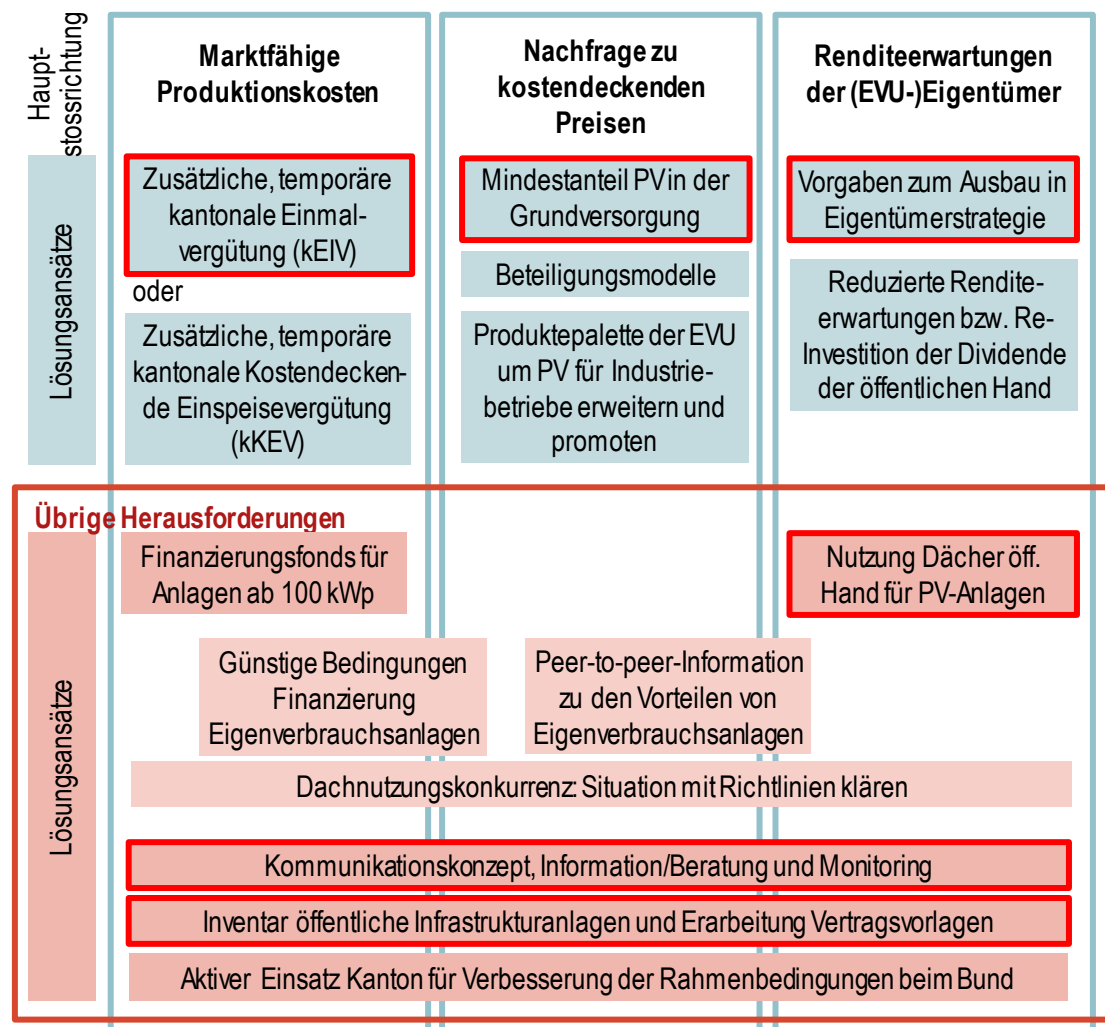 Haupt-
stossrichtung
Marktfähige
Produktionskosten
Nachfrage zu
kostendeckenden
Preisen
Renditeerwartungen
der (EVU-)Eigentümer
Lösungsansätze
Zusätzliche, temporäre
kantonale Einmal-
vergütung (kEIV)
oder
Zusätzliche, temporäre
kantonale Kostendecken-
de Einspeisevergütung
(kKEV)
Mindestanteil PV in der
Grundversorgung
Beteiligungsmodelle
Produktepalette der EVU
um PV für Industrie-
betriebe erweitern und
promoten
Vorgaben zum Ausbau in
Eigentümerstrategie
Reduzierte Rendite-
erwartungen bzw. Re-
Investition der Dividende
der öffentlichen Hand
Übrige Herausforderungen
Lösungsansätze
Finanzierungsfonds für
Anlagen ab 100 kWp
Nutzung Dächer öff.
Hand für PV-Anlagen
Günstige Bedingungen
Finanzierung
Eigenverbrauchsanlagen
Peer-to-peer-Information
zu den Vorteilen von
Eigenverbrauchsanlagen
Dachnutzungskonkurrenz: Situation mit Richtlinien klären
Kommunikationskonzept, Information/Beratung und Monitoring
Inventar öffentliche Infrastrukturanlagen und Erarbeitung Vertragsvorlagen
Aktiver Einsatz Kanton für Verbesserung der Rahmenbedingungen beim Bund